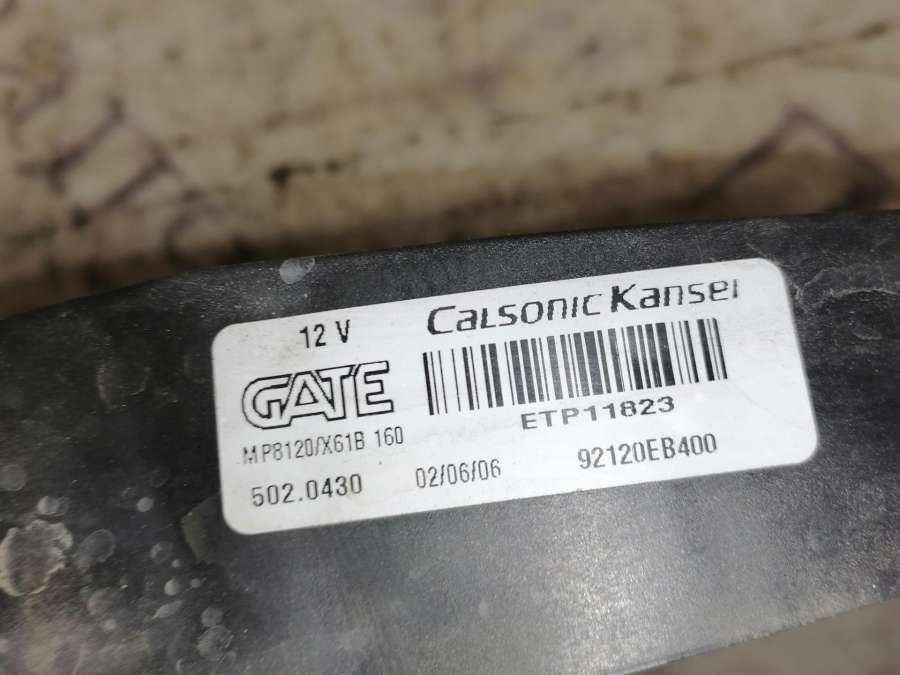 12 V
Calsonic Kansei
GATE
ETP11823
MP8120/X61B 160
502.0430
02/06/06
92120EB400